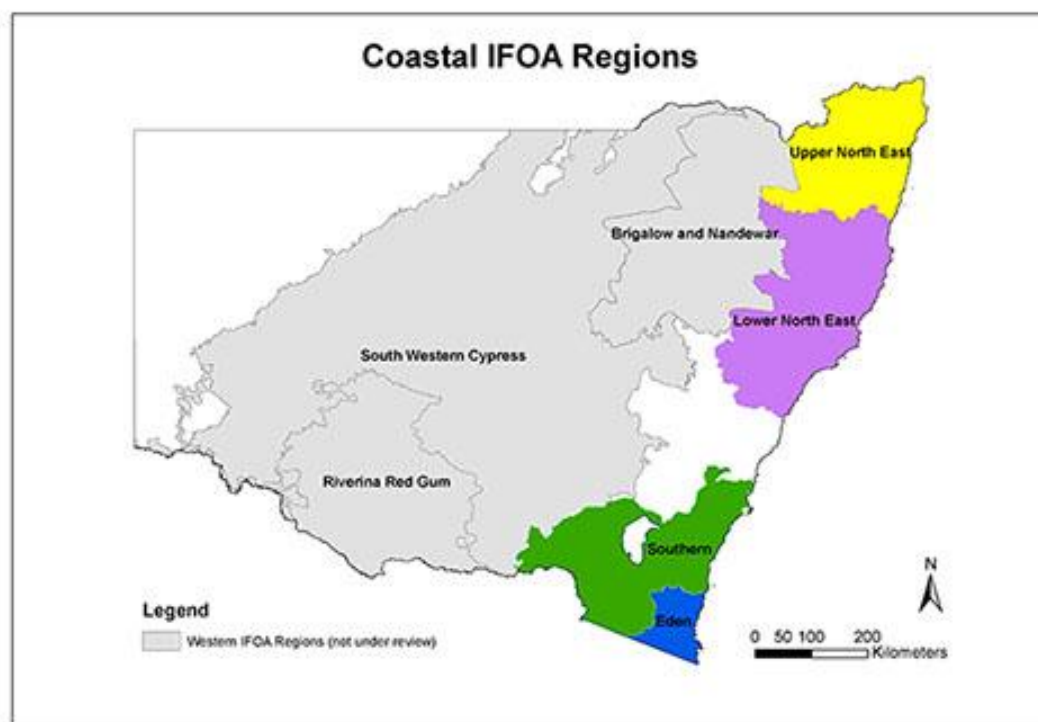 Coastal IFOA Regions
Upper North East
Brigalow and Nandewar
Lower North East
South Western Cypress
Riverina Red Gum
Southern
Eden
N
Legend
Western IFOA Regions (not under review)
0 50 100 200
Kilometers